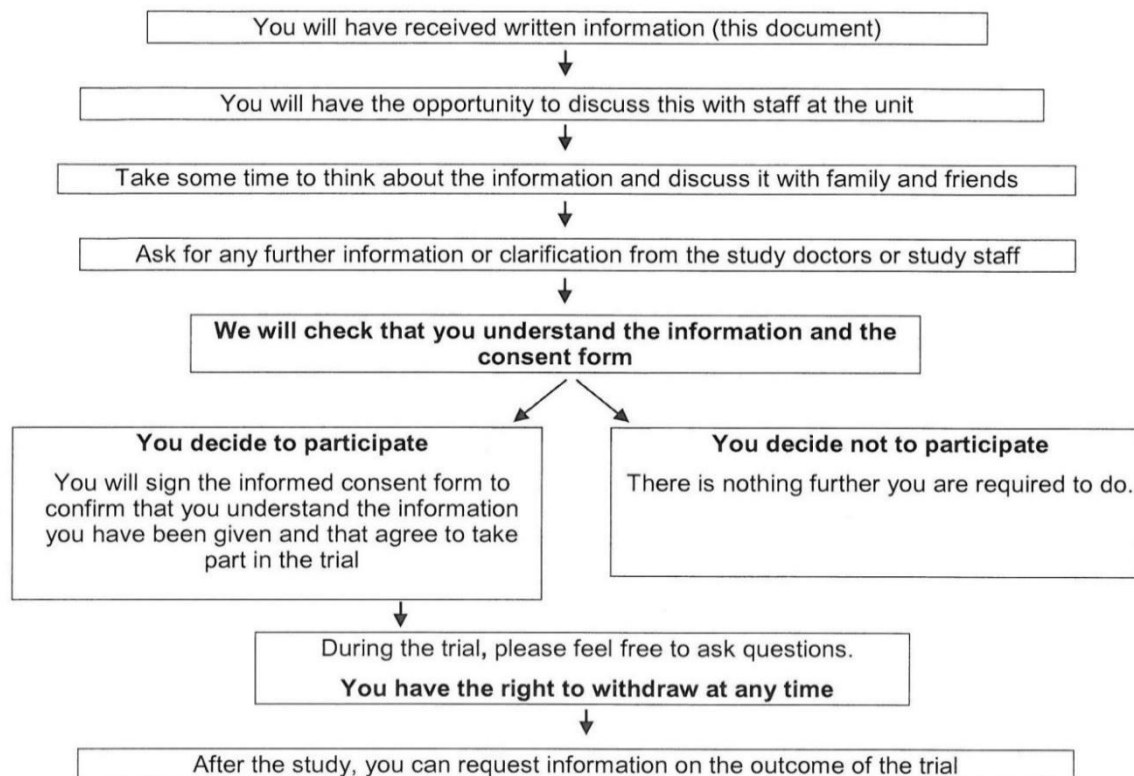 You will have received written information (this document)
You will have the opportunity to discuss this with staff at the unit
Take some time to think about the information and discuss it with family and friends
Ask for any further information or clarification from the study doctors or study staff
We will check that you understand the information and the
consent form
You decide to participate
You will sign the informed consent form to
confirm that you understand the information
you have been given and that agree to take
part in the trial
You decide not to participate
There is nothing further you are required to do.
During the trial, please feel free to ask questions.
You have the right to withdraw at any time
After the study, you can request information on the outcome of the trial